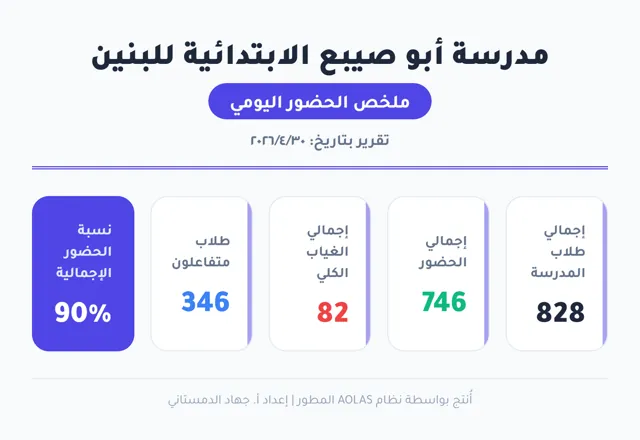 مدرسة أبو صيبع الابتدائية للبنين
ملخص الحضور اليومي
تقرير بتاريخ: ٢٠٢٦/٤/٣٠
إجمالي
طلاب
المدرسة
828
إجمالي
الحضور
746
إجمالي
الغياب
الكلي
82
طلاب
متفاعلون
346
نسبة
الحضور
الإجمالية
90%
أُنتج بواسطة نظام AOLAS المطور | إعداد أ. جهاد الدمستاني